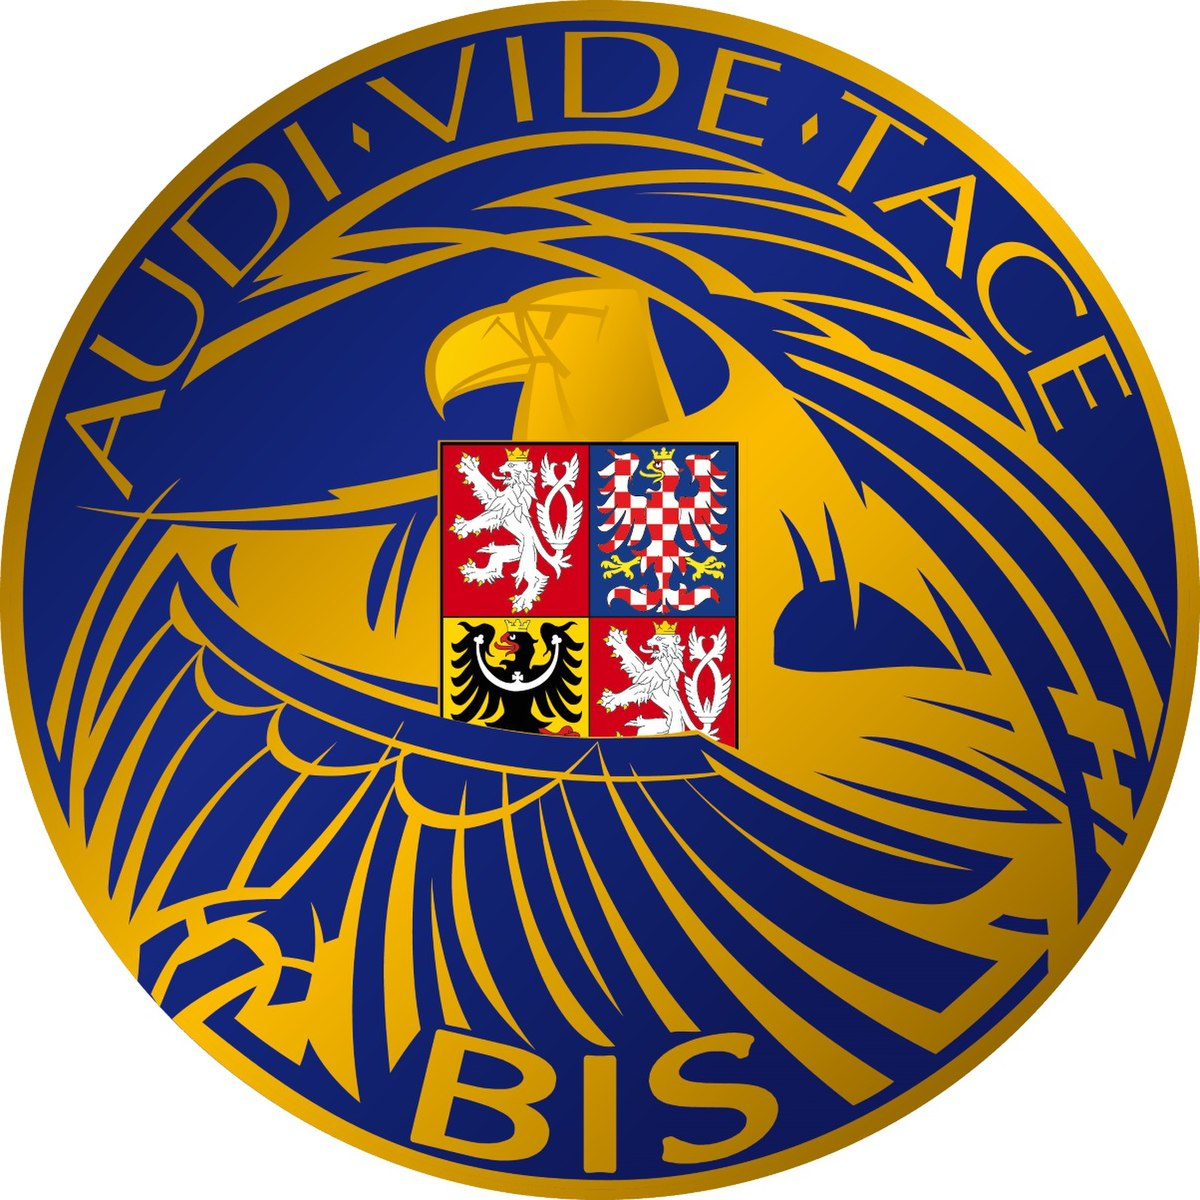 AUDI · VIDE · TACE
BIS